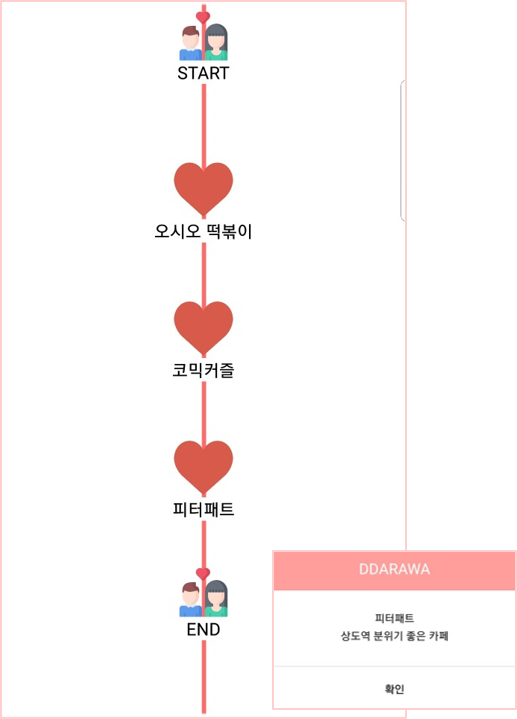 START
오시오 떡볶이
코믹커즐
피터패트
END
DDARAWA
피터패트
상도역 분위기 좋은 카페
확인